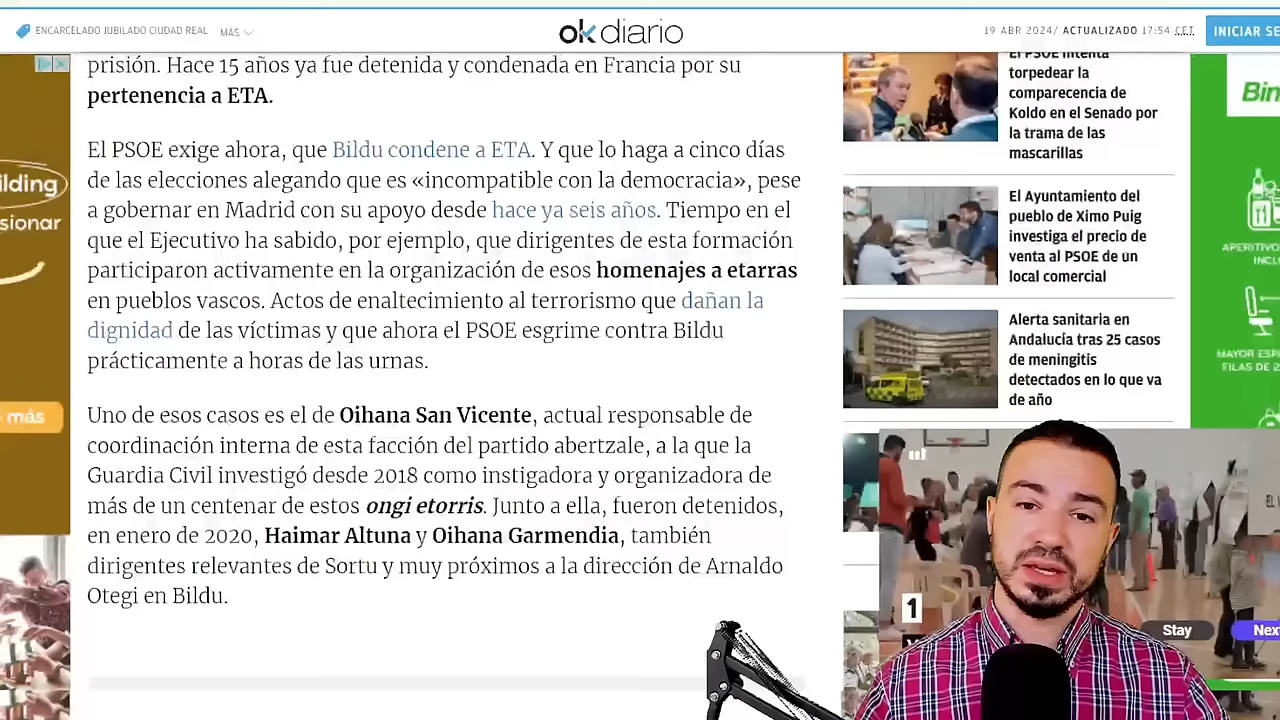 ENCARCELADO JUBILADO CIUDAD REAL
MÁS
okdiario
19 ABR 2024/ ACTUALIZADO 17:54 CET
INICIAR SE
prisión. Hace 15 años ya fue detenida y condenada en Francia por su
pertenencia a ETA.
El PSOE exige ahora, que Bildu condene a ETA. Y que lo haga a cinco días
de las elecciones alegando que es «incompatible con la democracia», pese
a gobernar en Madrid con su apoyo desde hace ya seis años. Tiempo en el
que el Ejecutivo ha sabido, por ejemplo, que dirigentes de esta formación
participaron activamente en la organización de esos homenajes a etarras
en pueblos vascos. Actos de enaltecimiento al terrorismo que dañan la
dignidad de las víctimas y que ahora el PSOE esgrime contra Bildu
prácticamente a horas de las urnas.
Uno de esos casos es el de Oihana San Vicente, actual responsable de
coordinación interna de esta facción del partido abertzale, a la que la
Guardia Civil investigó desde 2018 como instigadora y organizadora de
más de un centenar de estos ongi etorris. Junto a ella, fueron detenidos,
en enero de 2020, Haimar Altuna y Oihana Garmendia, también
dirigentes relevantes de Sortu y muy próximos a la dirección de Arnaldo
Otegi en Bildu.
El PSOE intenta
torpedear la
comparecencia de
Koldo en el Senado por
la trama de las
mascarillas
El Ayuntamiento del
pueblo de Ximo Puig
investiga el precio de
venta al PSOE de un
local comercial
Alerta sanitaria en
Andalucía tras 25 casos
de meningitis
detectados en lo que va
de año
ilding
sionar
más
Bin
APERITIVO
INCL
MAYOR ESP
FILAS DE 2
EL
1
Stay
Nex